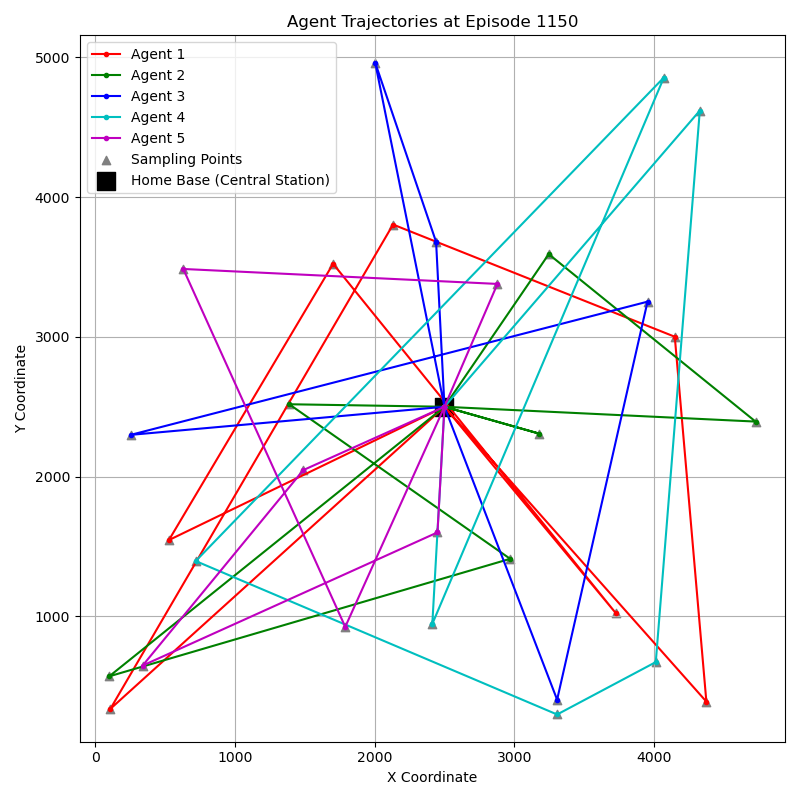 Agent Trajectories at Episode 1150
Agent 1
Agent 2
Agent 3
Agent 4
Agent 5
Sampling Points
Home Base (Central Station)
5000
4000
3000
2000
1000
Y Coordinate
0 1000 2000 3000 4000
X Coordinate